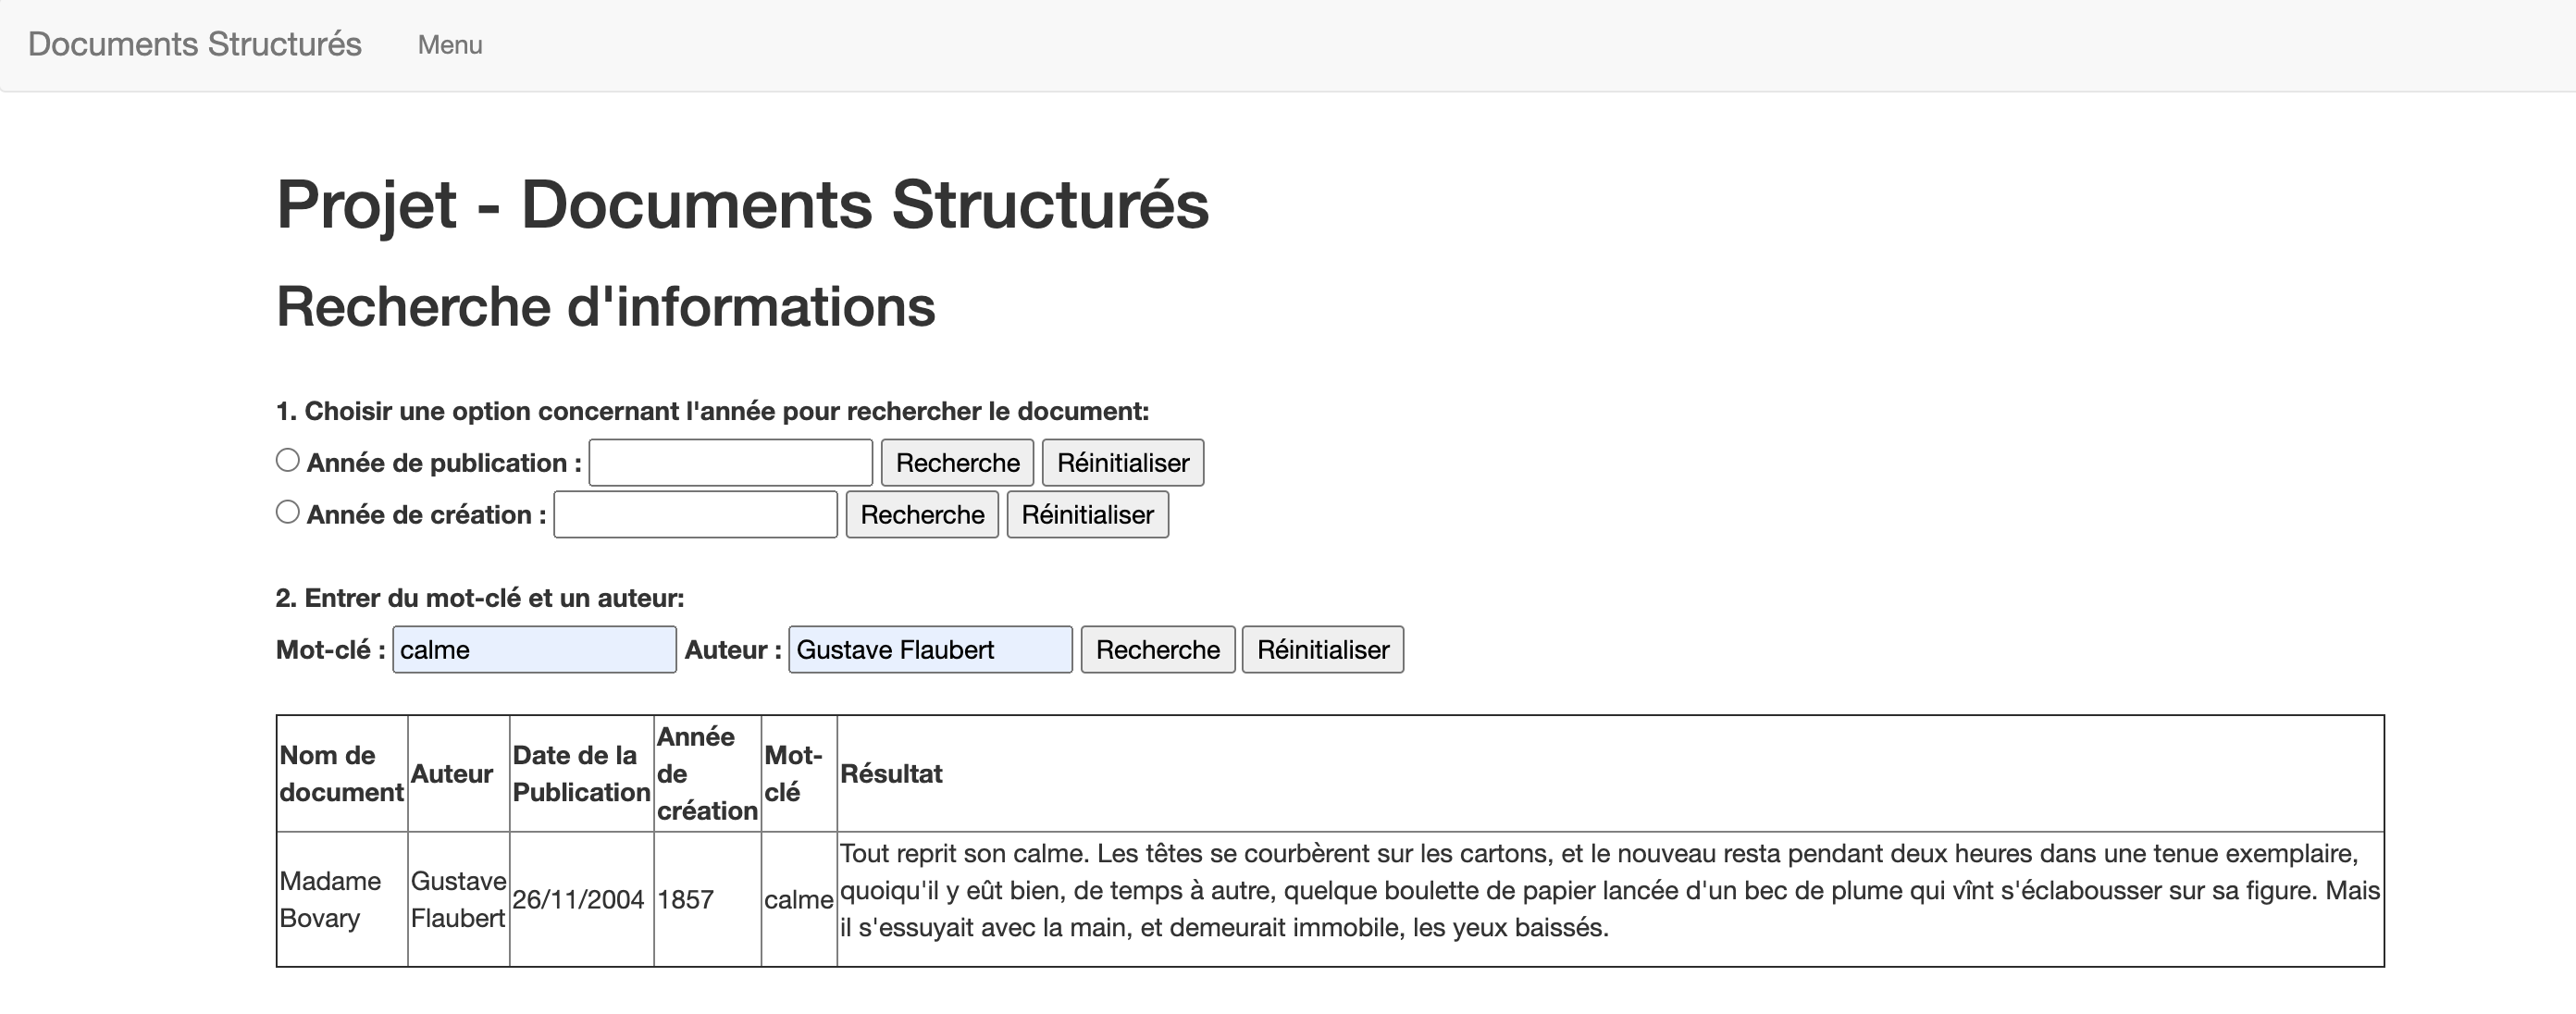 Documents Structurés Menu
Projet - Documents Structurés
Recherche d'informations
1. Choisir une option concernant l'année pour rechercher le document:
Année de publication : Recherche Réinitialiser
Année de création : Recherche Réinitialiser
2. Entrer du mot-clé et un auteur:
Mot-clé : calme Auteur : Gustave Flaubert Recherche Réinitialiser
Nom de
document
Auteur
Date de la
Publication
Année
de
création
Mot-
clé
Résultat
Madame
Bovary
Gustave
Flaubert
26/11/2004
1857
calme
Tout reprit son calme. Les têtes se courbèrent sur les cartons, et le nouveau resta pendant deux heures dans une tenue exemplaire,
quoiqu'il y eût bien, de temps à autre, quelque boulette de papier lancée d'un bec de plume qui vînt s'éclabousser sur sa figure. Mais
il s'essuyait avec la main, et demeurait immobile, les yeux baissés.